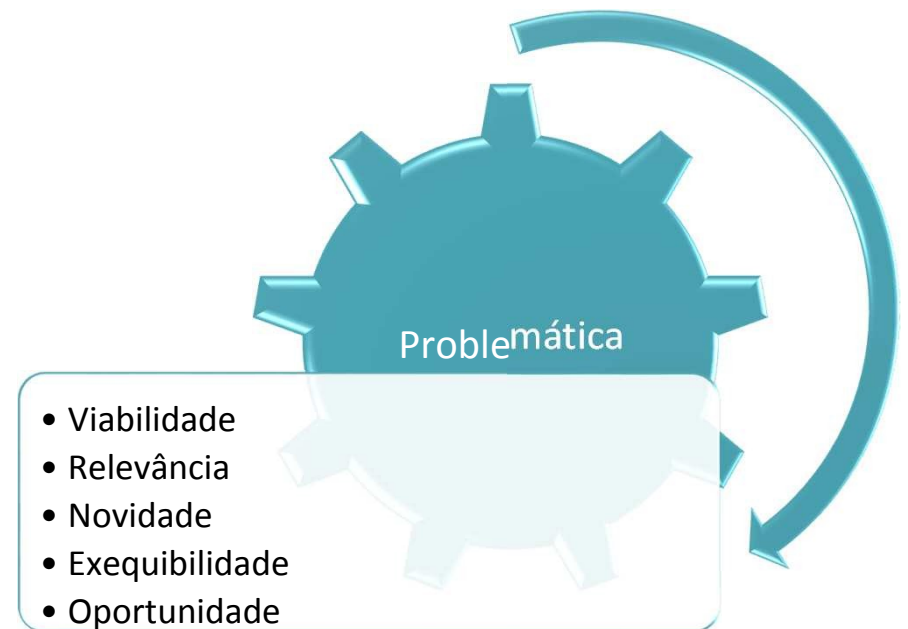 Problemática
• Viabilidade
• Relevância
• Novidade
• Exequibilidade
• Oportunidade